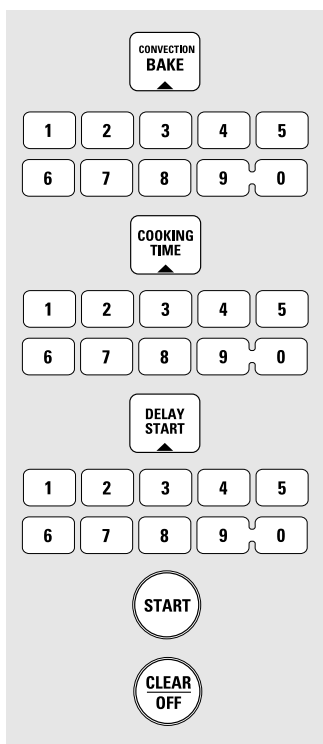 CONVECTION
BAKE
1 2 3 4 5
6 7 8 9 0
COOKING
TIME
1 2 3 4 5
6 7 8 9 0
DELAY
START
1 2 3 4 5
6 7 8 9 0
START
CLEAR
OFF